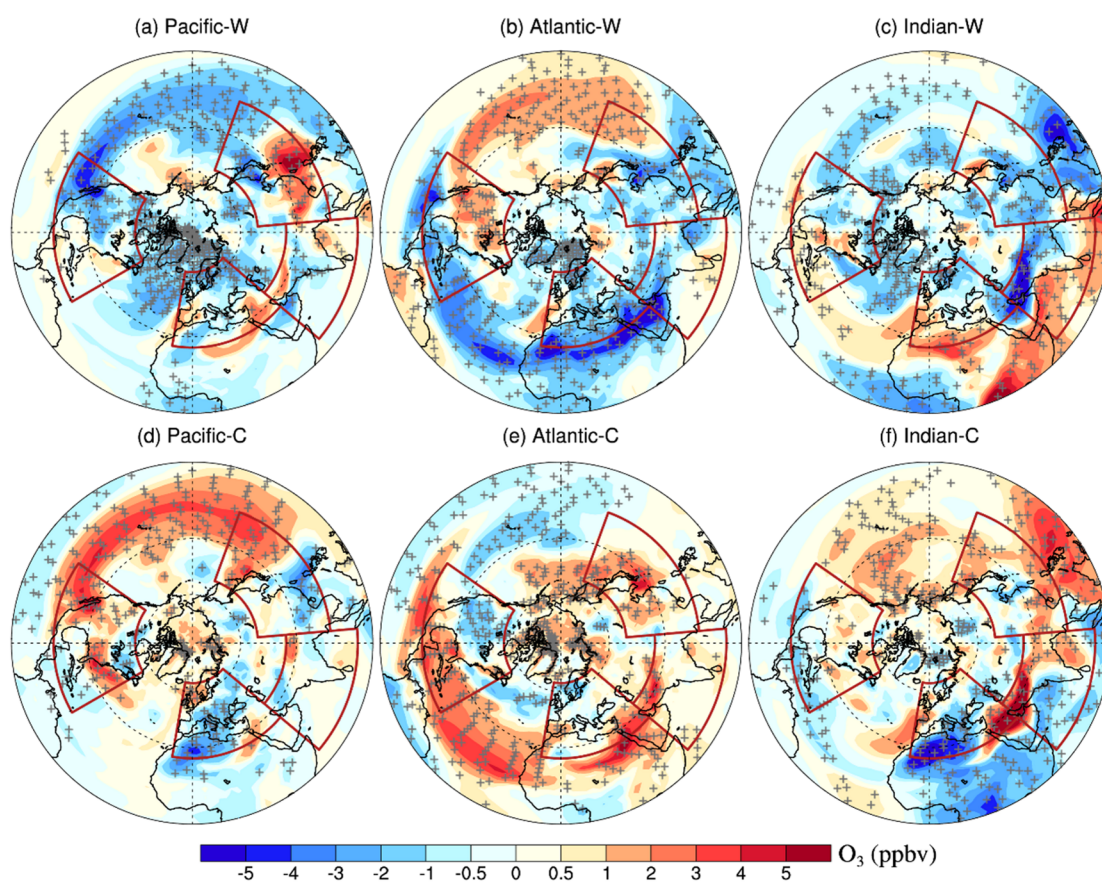 (a) Pacific-W
(b) Atlantic-W
(c) Indian-W
(d) Pacific-C
(e) Atlantic-C
(f) Indian-C
-5 -4 -3 -2 -1 -0.5 0 0.5 1 2 3 4 5
O₃ (ppbv)